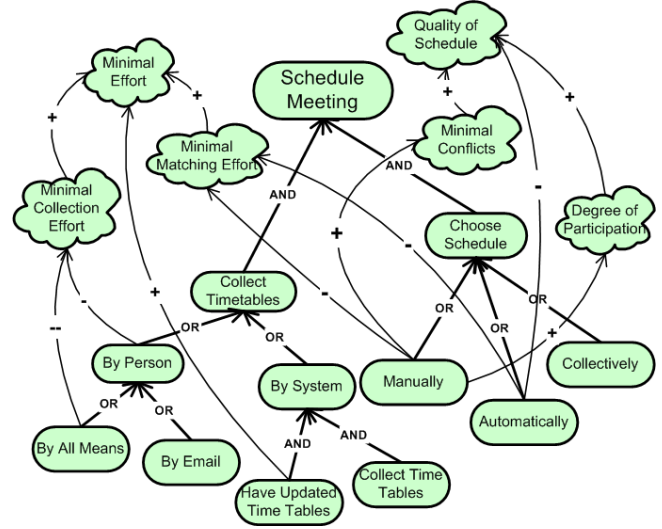 Quality of
Schedule
Minimal
Effort
Schedule
Meeting
+
+
+
+
Minimal
Matching Effort
Minimal
Conflicts
AND
AND
Minimal
Collection
Effort
Degree of
Participation
-
Choose
Schedule
+
-
Collect
Timetables
+
-
-
OR
--
OR
OR
OR
OR
OR
+
By Person
By System
Manually
Collectively
OR
OR
Automatically
By All Means
By Email
AND
AND
Have Updated
Time Tables
Collect Time
Tables